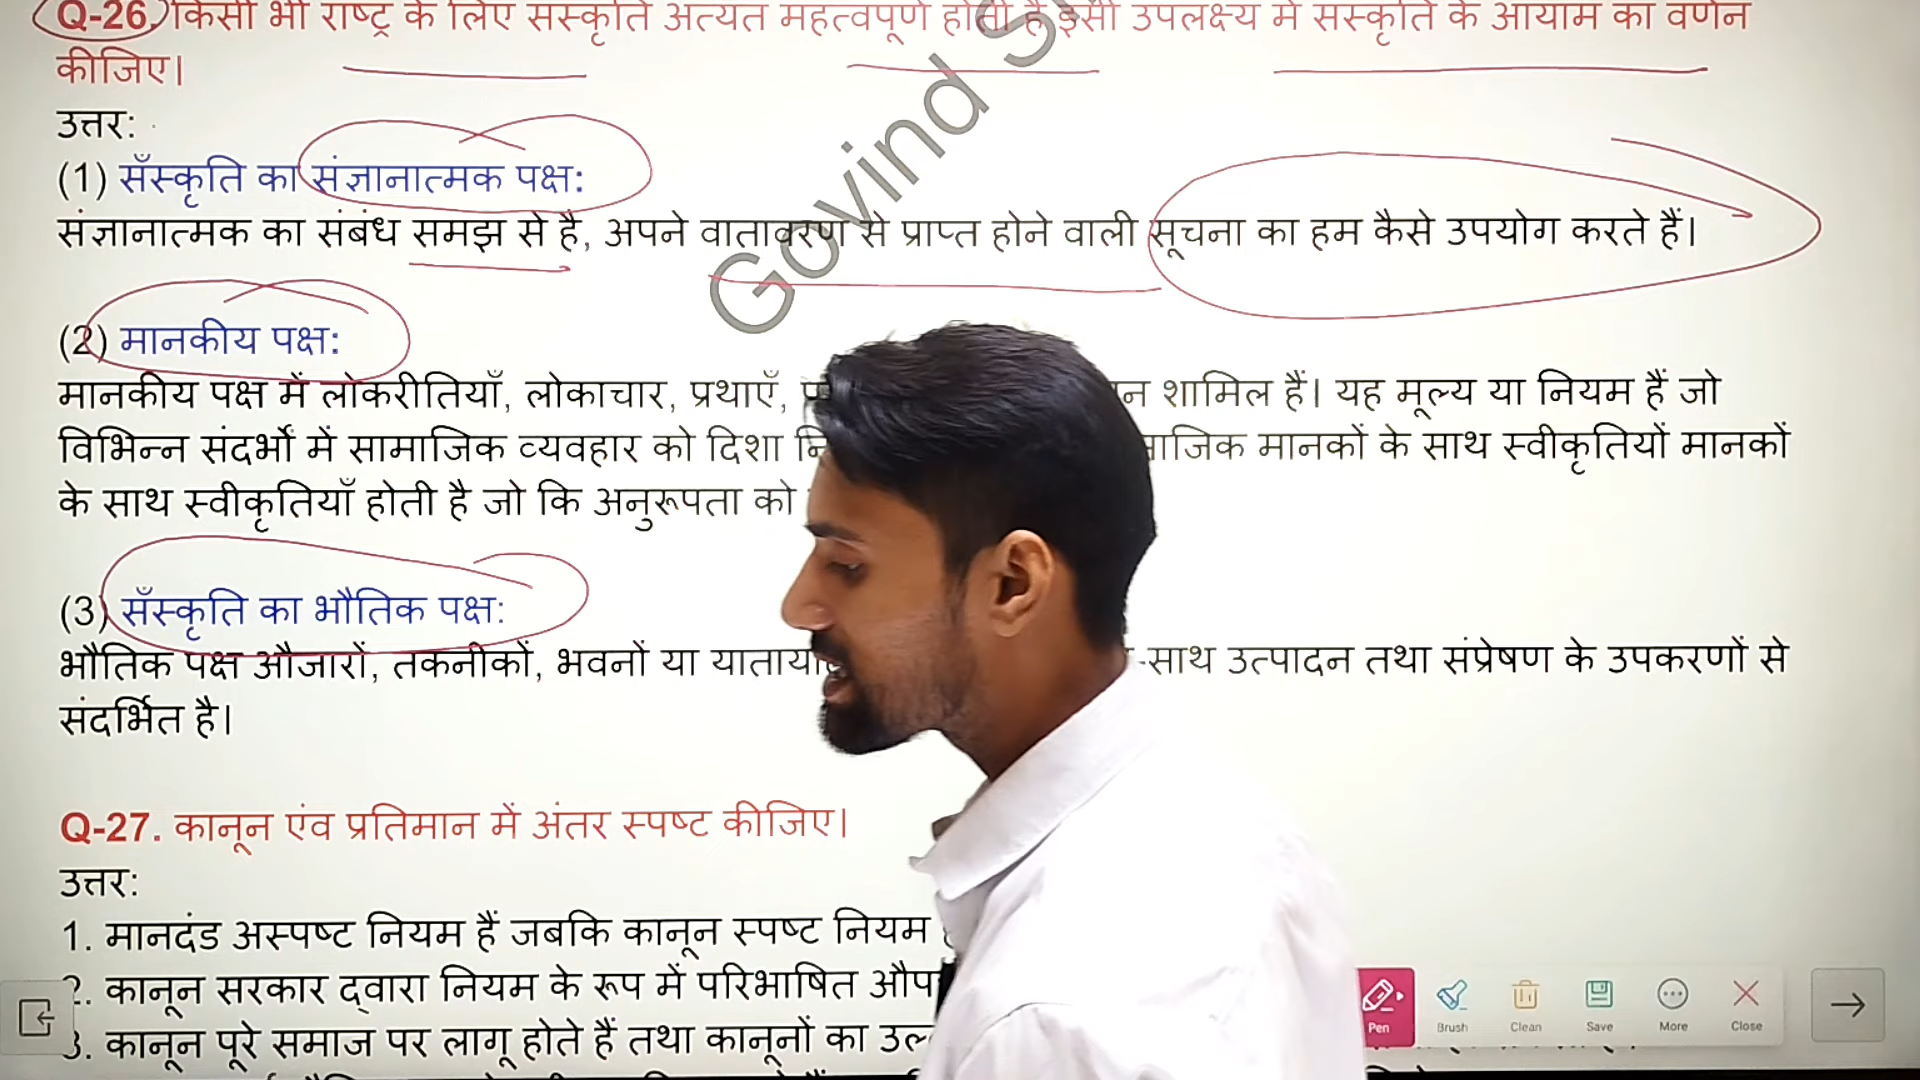 Q-26 किसी भी राष्ट्र के लिए संस्कृति अत्यंत महत्वपूर्ण होती है इसी उपलक्ष्य में संस्कृति के आयाम का वर्णन
कीजिए।
उत्तर:
(1) सँस्कृति का संज्ञानात्मक पक्ष:
संज्ञानात्मक का संबंध समझ से है, अपने वातावरण से प्राप्त होने वाली सूचना का हम कैसे उपयोग करते हैं।
(2) मानकीय पक्ष:
मानकीय पक्ष में लोकरीतियाँ, लोकाचार, प्रथाएँ, शामिल हैं। यह मूल्य या नियम हैं जो
विभिन्न संदर्भों में सामाजिक व्यवहार को दिशा मानकों के साथ स्वीकृतियों मानकों
के साथ स्वीकृतियाँ होती है जो कि अनुरूपता को
(3) सँस्कृति का भौतिक पक्ष:
भौतिक पक्ष औजारों, तकनीकों, भवनों या -साथ उत्पादन तथा संप्रेषण के उपकरणों से
संदर्भित है।
Q-27. कानून एंव प्रतिमान में अंतर स्पष्ट कीजिए।
उत्तर:
1. मानदंड अस्पष्ट नियम हैं जबकि कानून स्पष्ट नियम
2. कानून सरकार द्वारा नियम के रूप में परिभाषित
3. कानून पूरे समाज पर लागू होते हैं तथा कानूनों का
Govind
Pen Brush Clean Save More Close